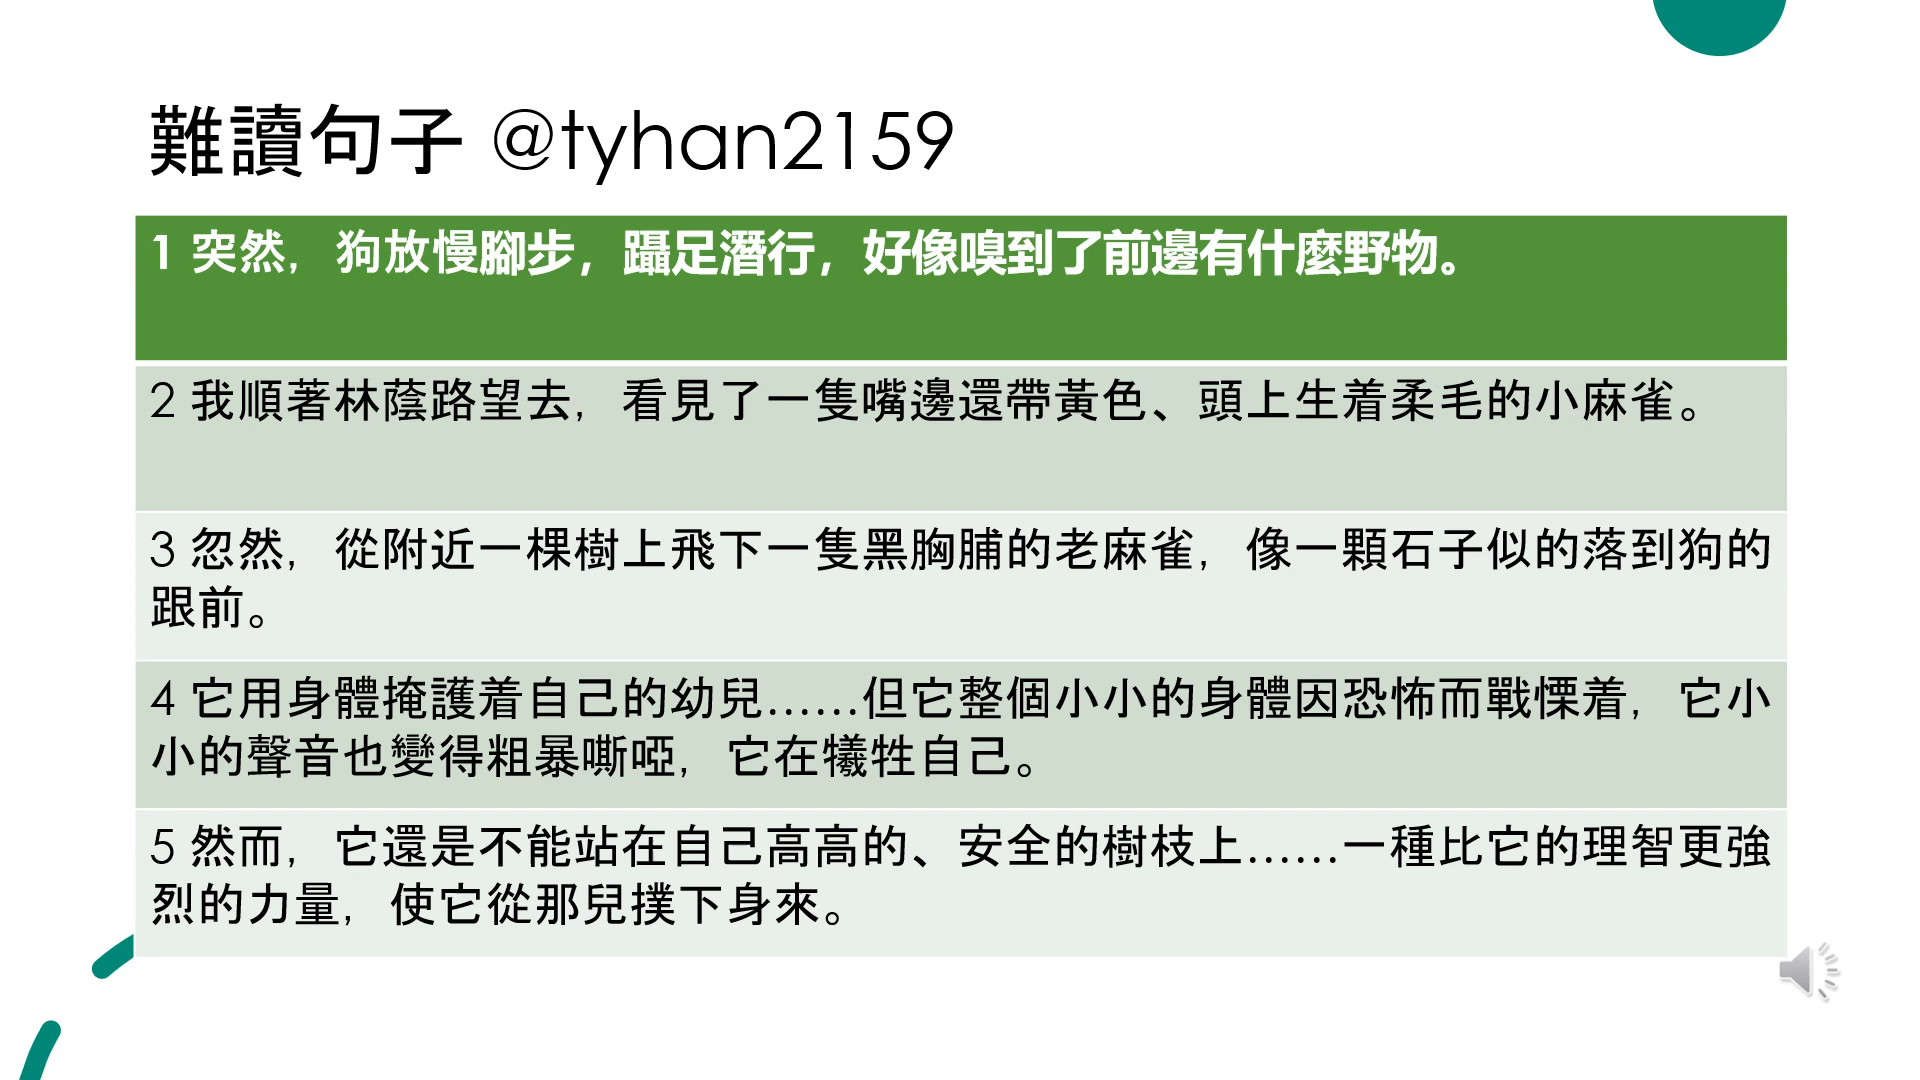 難讀句子 @tyhan2159
1 突然，狗放慢腳步，躡足潛行，好像嗅到了前邊有什麼野物。
2 我順著林蔭路望去，看見了一隻嘴邊還帶黃色、頭上生着柔毛的小麻雀。
3 忽然，從附近一棵樹上飛下一隻黑胸脯的老麻雀，像一顆石子似的落到狗的
跟前。
4 它用身體掩護着自己的幼兒……但它整個小小的身體因恐怖而戰慄着，它小
小的聲音也變得粗暴嘶啞，它在犧牲自己。
5 然而，它還是不能站在自己高高的、安全的樹枝上……一種比它的理智更強
烈的力量，使它從那兒撲下身來。